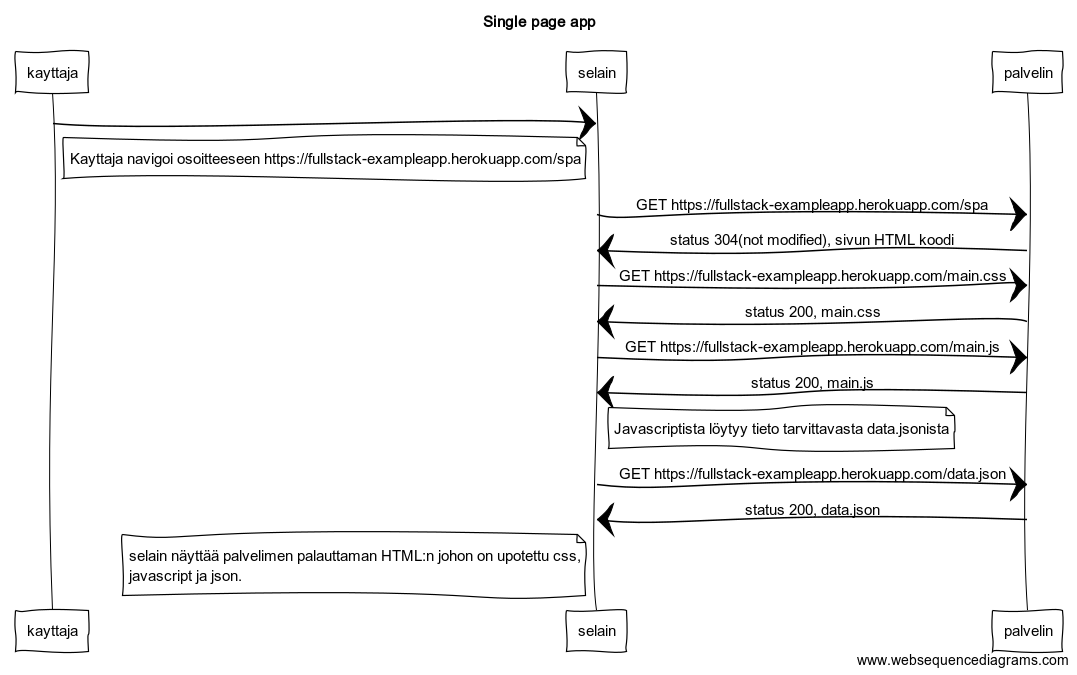 Single page app
kayttaja
selain
palvelin
Kayttaja navigoi osoitteeseen https://fullstack-exampleapp.herokuapp.com/spa
GET https://fullstack-exampleapp.herokuapp.com/spa
status 304(not modified), sivun HTML koodi
GET https://fullstack-exampleapp.herokuapp.com/main.css
status 200, main.css
GET https://fullstack-exampleapp.herokuapp.com/main.js
status 200, main.js
Javascriptista löytyy tieto tarvittavasta data.jsonista
GET https://fullstack-exampleapp.herokuapp.com/data.json
status 200, data.json
selain näyttää palvelimen palauttaman HTML:n johon on upotettu css,
javascript ja json.
kayttaja
selain
palvelin
www.websequencediagrams.com